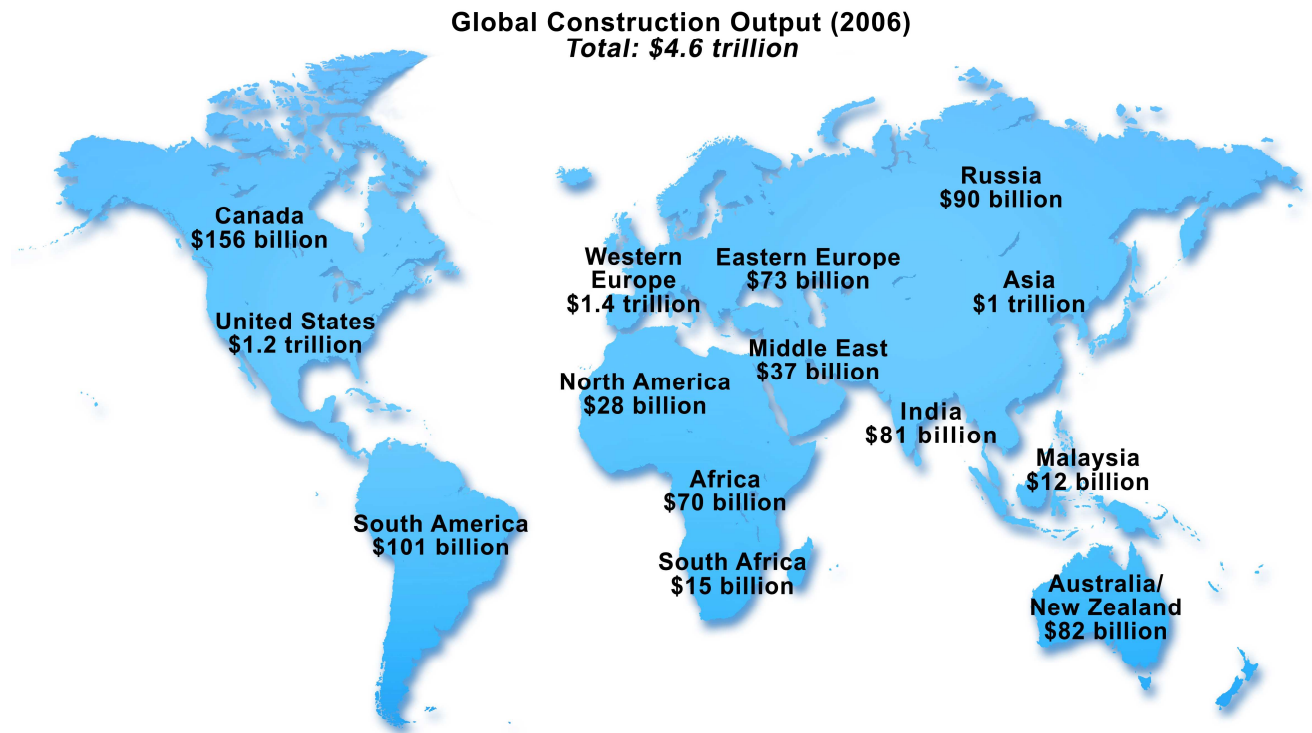 Global Construction Output (2006)
Total: $4.6 trillion
Canada
$156 billion
United States
$1.2 trillion
South America
$101 billion
Western
Europe
$1.4 trillion
Eastern Europe
$73 billion
Russia
$90 billion
Asia
$1 trillion
Middle East
$37 billion
North America
$28 billion
India
$81 billion
Malaysia
$12 billion
Africa
$70 billion
South Africa
$15 billion
Australia/
New Zealand
$82 billion